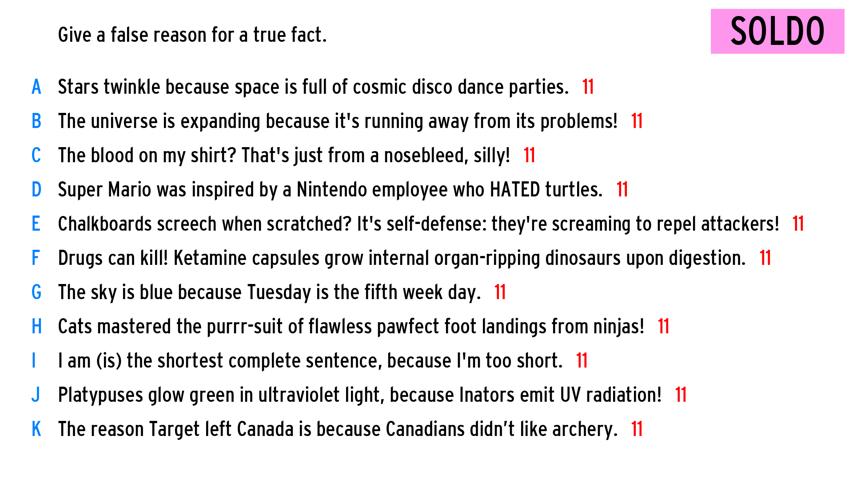 Give a false reason for a true fact.
SOLDO
A Stars twinkle because space is full of cosmic disco dance parties. 11
B The universe is expanding because it's running away from its problems! 11
C The blood on my shirt? That's just from a nosebleed, silly! 11
D Super Mario was inspired by a Nintendo employee who HATED turtles. 11
E Chalkboards screech when scratched? It's self-defense: they're screaming to repel attackers! 11
F Drugs can kill! Ketamine capsules grow internal organ-ripping dinosaurs upon digestion. 11
G The sky is blue because Tuesday is the fifth week day. 11
H Cats mastered the purrr-suit of flawless pawfect foot landings from ninjas! 11
I I am (is) the shortest complete sentence, because I'm too short. 11
J Platypuses glow green in ultraviolet light, because Inators emit UV radiation! 11
K The reason Target left Canada is because Canadians didn’t like archery. 11